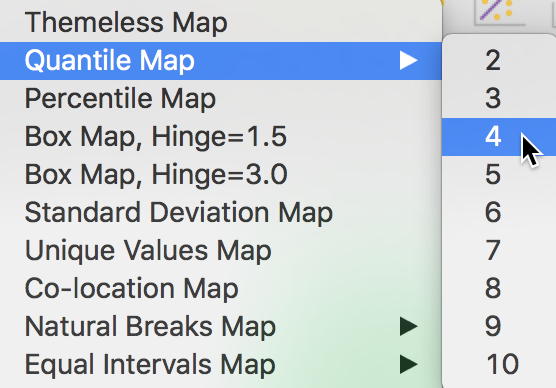 Themeless Map
Quantile Map
Percentile Map
Box Map, Hinge=1.5
Box Map, Hinge=3.0
Standard Deviation Map
Unique Values Map
Co-location Map
Natural Breaks Map
Equal Intervals Map
2
3
4
5
6
7
8
9
10